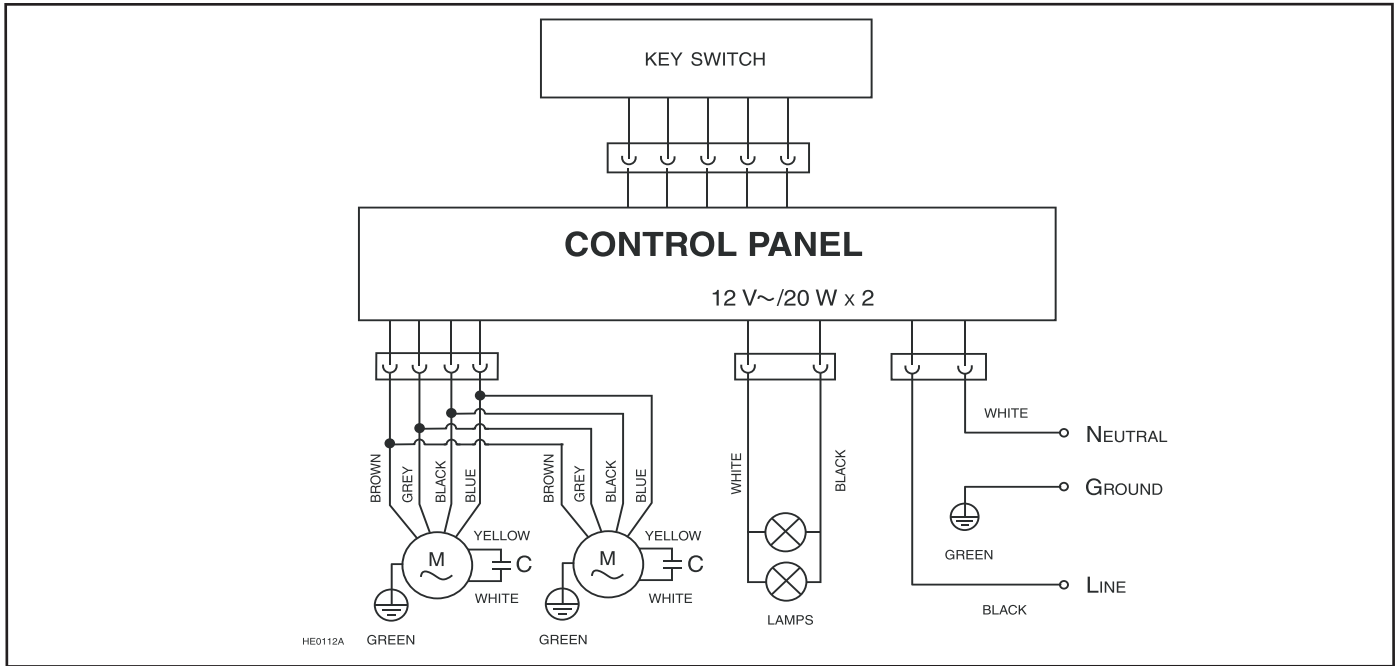 KEY SWITCH
CONTROL PANEL
12 V~/20 W x 2
WHITE
NEUTRAL
GROUND
GREEN
LINE
BLACK
BROWN
GREY
BLACK
BLUE
BROWN
GREY
BLACK
BLUE
WHITE
BLACK
YELLOW
M
C
WHITE
GREEN
YELLOW
M
C
WHITE
GREEN
LAMPS
HE0112A